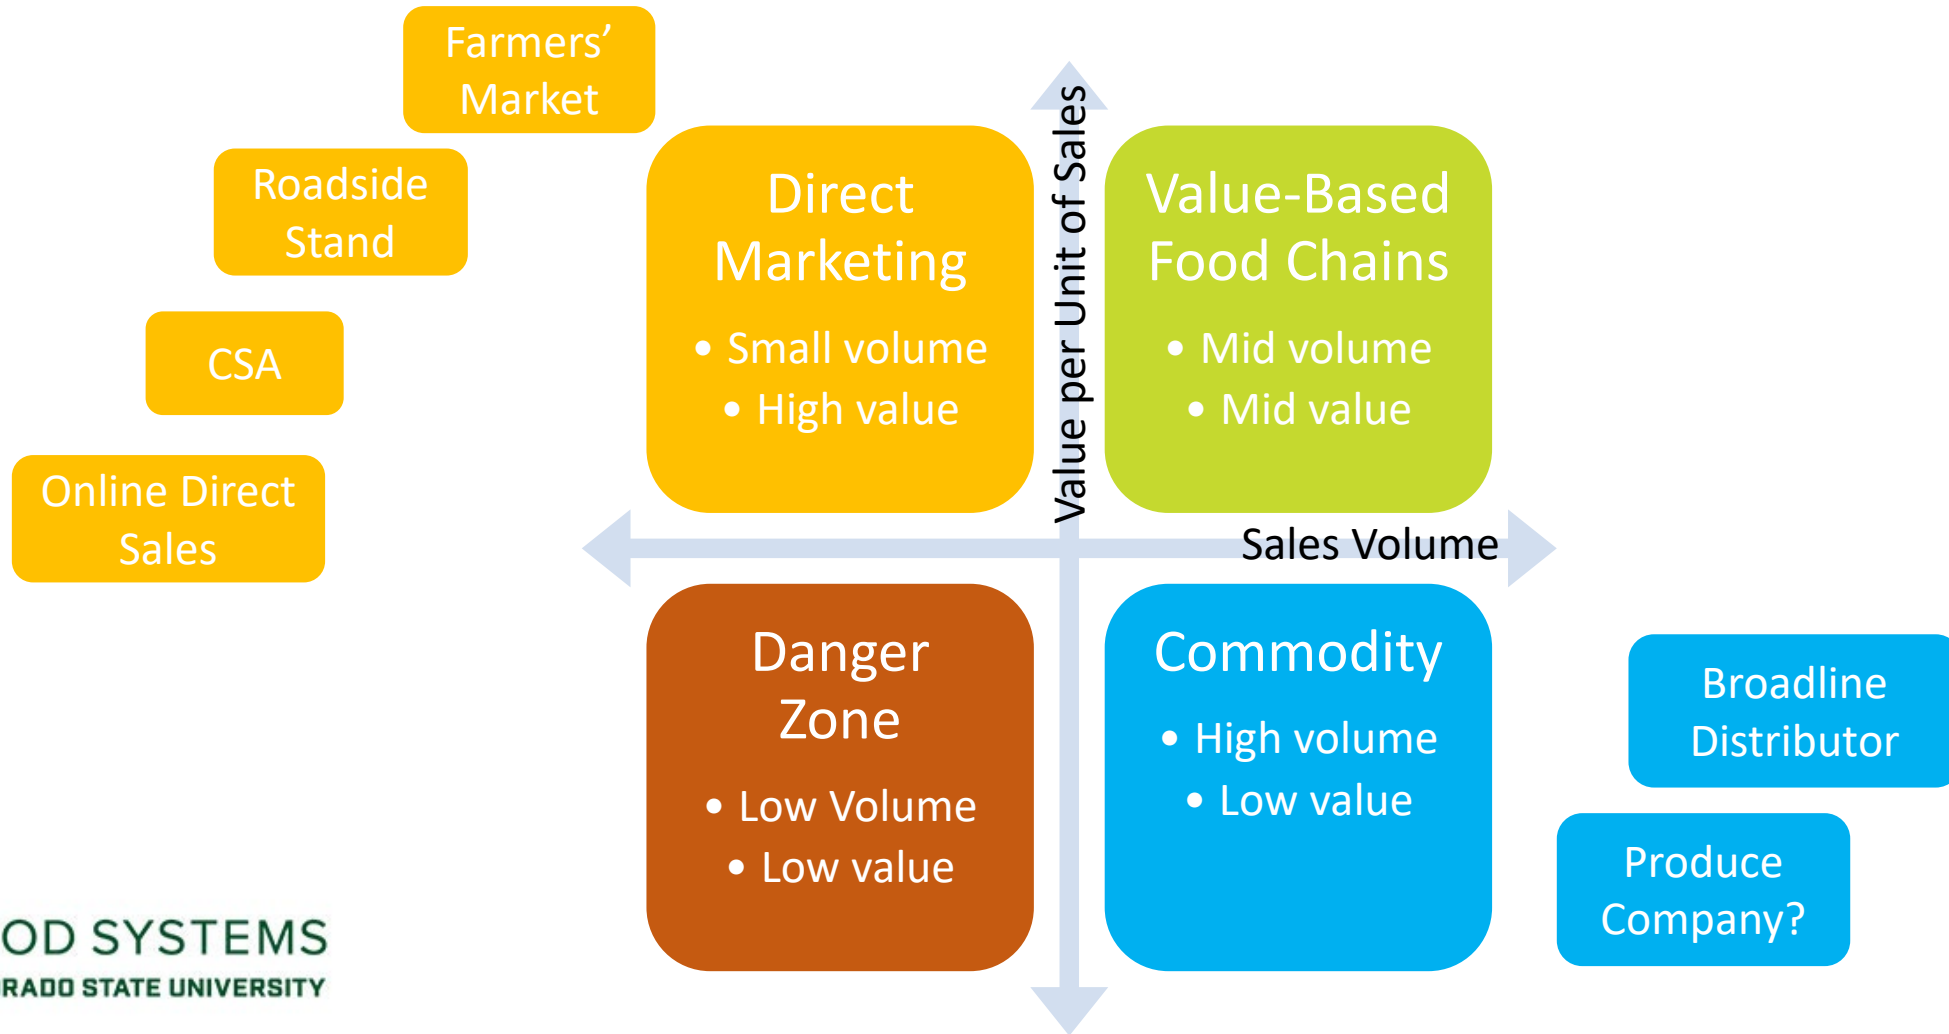 Farmers’
Market
Roadside
Stand
CSA
Online Direct
Sales
Direct
Marketing
• Small volume
• High value
Value per Unit of Sales
Value-Based
Food Chains
• Mid volume
• Mid value
Sales Volume
Danger
Zone
• Low Volume
• Low value
Commodity
• High volume
• Low value
Broadline
Distributor
Produce
Company?
OD SYSTEMS
RADO STATE UNIVERSITY